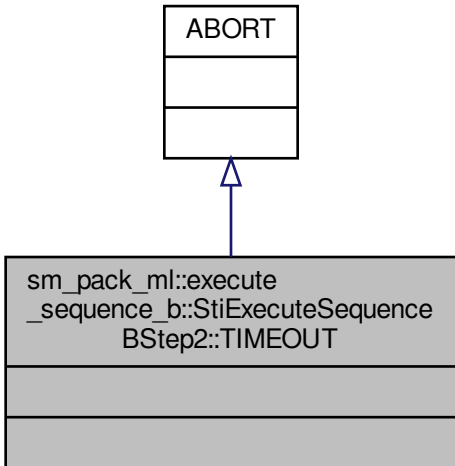 ABORT
sm_pack_ml::execute
_sequence_b::StiExecuteSequence
BStep2::TIMEOUT